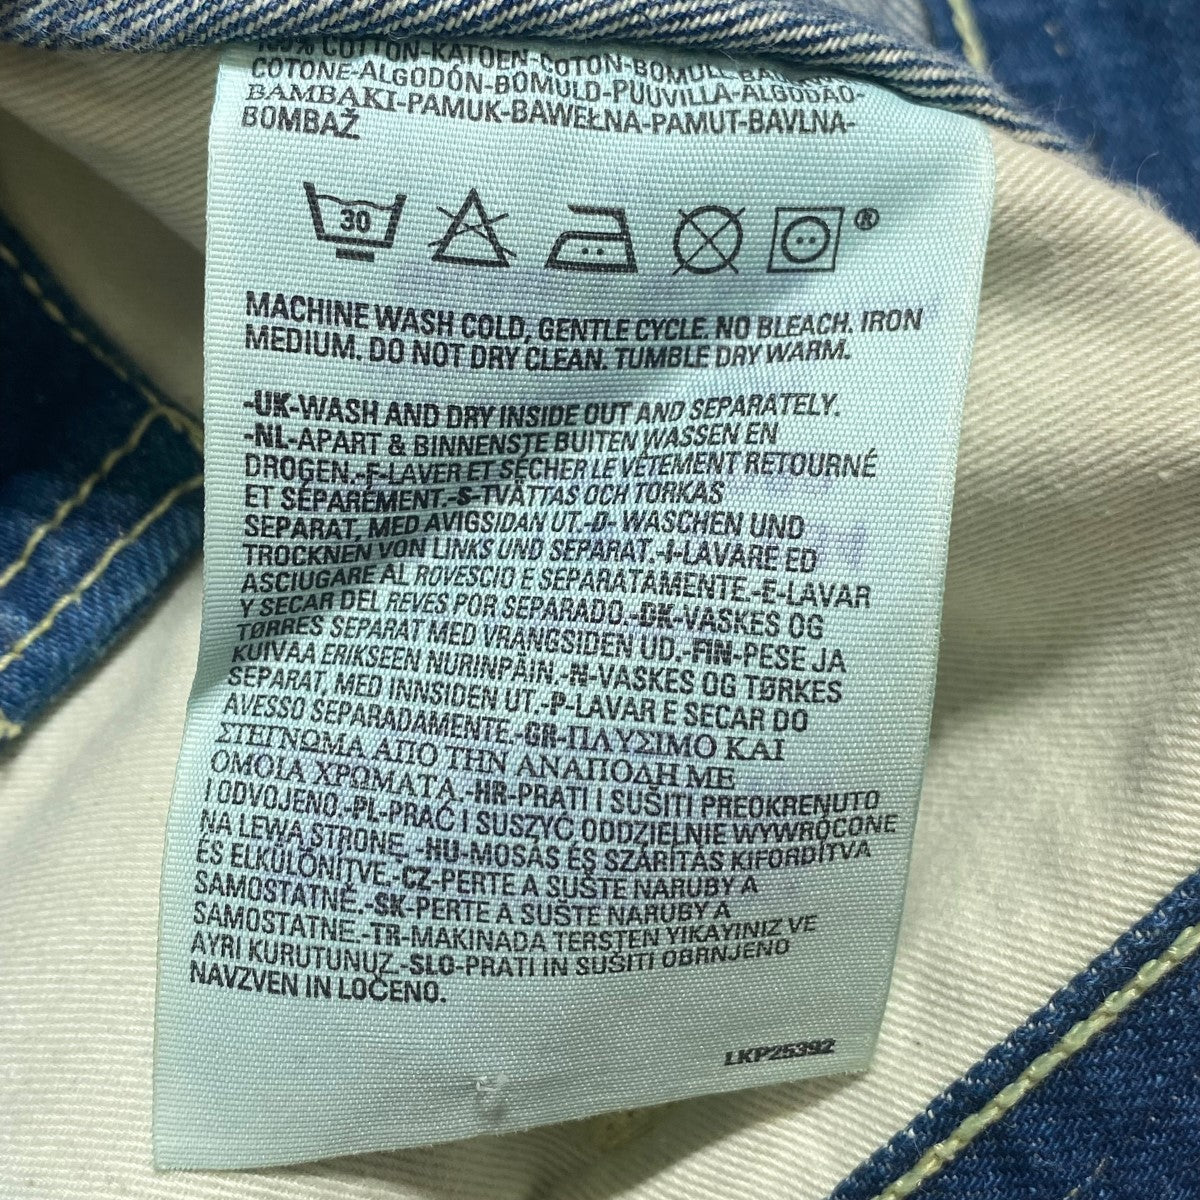 100% COTTON-KATOEN-COTON-BOMULL-
COTONE-ALGODÓN-BOMULD-PUUVILLA-ALGODÃO-
BAMBAKI-PAMUK-BAWEŁNA-PAMUT-BAVLNA-
BOMBAŽ
30 ®
MACHINE WASH COLD, GENTLE CYCLE. NO BLEACH. IRON
MEDIUM. DO NOT DRY CLEAN. TUMBLE DRY WARM.
-UK-WASH AND DRY INSIDE OUT AND SEPARATELY.
-NL-APART & BINNENSTE BUITEN WASSEN EN
DROGEN.-F-LAVER ET SÉCHER LE VÊTEMENT RETOURNÉ
ET SÉPARÉMENT.-S-TVÄTTAS OCH TORKAS
SEPARAT, MED AVIGSIDAN UT.-D- WASCHEN UND
TROCKNEN VON LINKS UND SEPARAT.-I-LAVARE ED
ASCIUGARE AL ROVESCIO E SEPARATAMENTE.-E-LAVAR
Y SECAR DEL REVES POR SEPARADO.-DK-VASKES OG
TØRRES SEPARAT MED VRANGSIDEN UD.-FIN-PESE JA
KUIVAA ERIKSEEN NURINPÄIN.-N-VASKES OG TØRKES
SEPARAT, MED INNSIDEN UT.-P-LAVAR E SECAR DO
AVESSO SEPARADAMENTE.-GR-ΠΛΥΣΙΜΟ ΚΑΙ
ΣΤΕΓΝΩΜΑ ΑΠΟ ΤΗΝ ΑΝΑΠΟΔΗ ΜΕ
ΟΜΟΙΑ ΧΡΩΜΑΤΑ.-HR-PRATI I SUŠITI PREOKRENUTO
I ODVOJENO.-PL-PRAĆ I SUSZYĆ ODDZIELNIE WYWRÓCONE
NA LEWĄ STRONĘ.-HU-MOSÁS ÉS SZÁRÍTÁS KIFORDÍTVA
ÉS ELKÜLÖNÍTVE.-CZ-PERTE A SUŠTE NARUBY A
SAMOSTATNĚ.-SK-PERTE A SUŠTE NARUBY A
SAMOSTATNE.-TR-MAKINADA TERSTEN YIKAYINIZ VE
AYRI KURUTUNUZ.-SLO-PRATI IN SUŠITI OBRNJENO
NAVZVEN IN LOČENO.
LKP25392